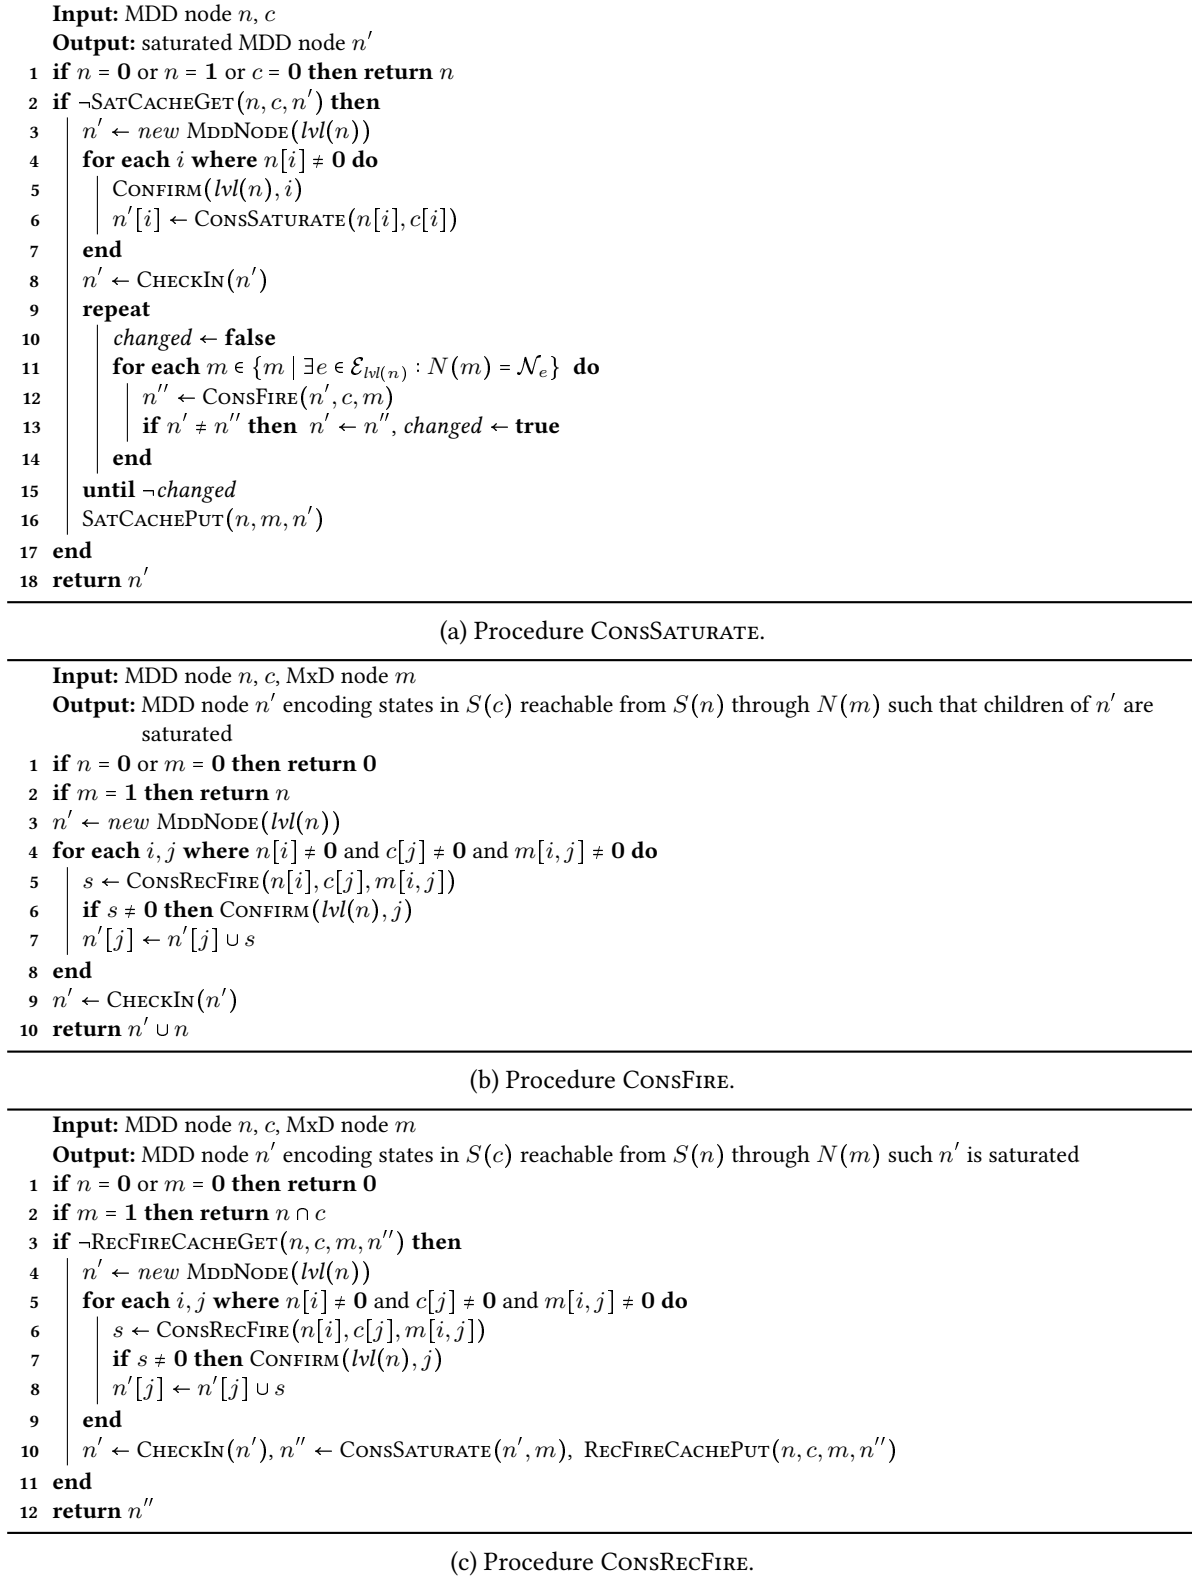 Input: MDD node n, c
Output: saturated MDD node n′
1 if n = 0 or n = 1 or c = 0 then return n
2 if ¬SATCACHEGET(n, c, n′) then
3 n′ ← new MDDNODE(lvl(n))
4 for each i where n[i] ≠ 0 do
5 CONFIRM(lvl(n), i)
6 n′[i] ← CONSSATURATE(n[i], c[i])
7 end
8 n′ ← CHECKIN(n′)
9 repeat
10 changed ← false
11 for each m ∈ {m | ∃e ∈ ℰ_lvl(n) : N(m) = 𝒩_e} do
12 n″ ← CONSFIRE(n′, c, m)
13 if n′ ≠ n″ then n′ ← n″, changed ← true
14 end
15 until ¬changed
16 SATCACHEPUT(n, m, n′)
17 end
18 return n′
(a) Procedure CONSSATURATE.
Input: MDD node n, c, MxD node m
Output: MDD node n′ encoding states in S(c) reachable from S(n) through N(m) such that children of n′ are
saturated
1 if n = 0 or m = 0 then return 0
2 if m = 1 then return n
3 n′ ← new MDDNODE(lvl(n))
4 for each i, j where n[i] ≠ 0 and c[j] ≠ 0 and m[i, j] ≠ 0 do
5 s ← CONSRECFIRE(n[i], c[j], m[i, j])
6 if s ≠ 0 then CONFIRM(lvl(n), j)
7 n′[j] ← n′[j] ∪ s
8 end
9 n′ ← CHECKIN(n′)
10 return n′ ∪ n
(b) Procedure CONSFIRE.
Input: MDD node n, c, MxD node m
Output: MDD node n′ encoding states in S(c) reachable from S(n) through N(m) such n′ is saturated
1 if n = 0 or m = 0 then return 0
2 if m = 1 then return n ∩ c
3 if ¬RECFIRECACHEGET(n, c, m, n″) then
4 n′ ← new MDDNODE(lvl(n))
5 for each i, j where n[i] ≠ 0 and c[j] ≠ 0 and m[i, j] ≠ 0 do
6 s ← CONSRECFIRE(n[i], c[j], m[i, j])
7 if s ≠ 0 then CONFIRM(lvl(n), j)
8 n′[j] ← n′[j] ∪ s
9 end
10 n′ ← CHECKIN(n′), n″ ← CONSSATURATE(n′, m), RECFIRECACHEPUT(n, c, m, n″)
11 end
12 return n″
(c) Procedure CONSRECFIRE.